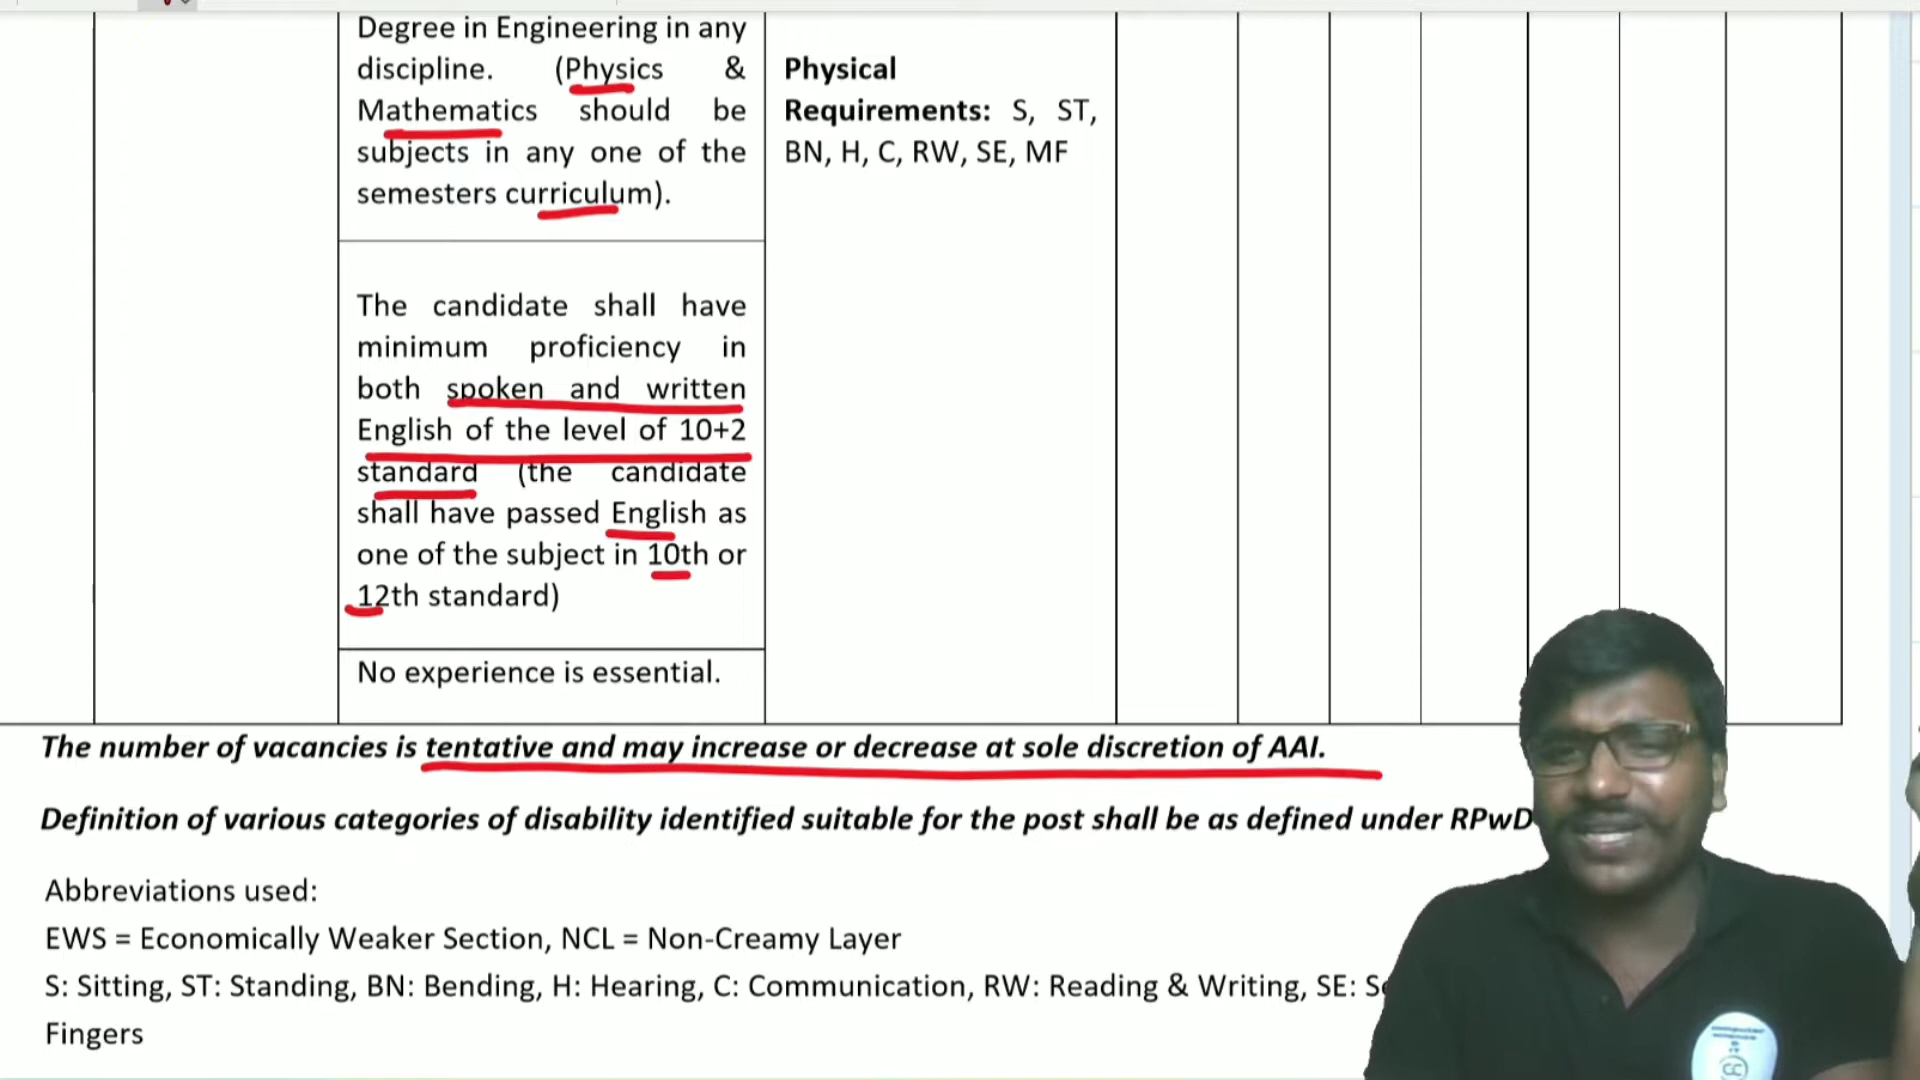 Degree in Engineering in any
discipline. (Physics &
Mathematics should be
subjects in any one of the
semesters curriculum).
Physical
Requirements: S, ST,
BN, H, C, RW, SE, MF
The candidate shall have
minimum proficiency in
both spoken and written
English of the level of 10+2
standard (the candidate
shall have passed English as
one of the subject in 10th or
12th standard)
No experience is essential.
The number of vacancies is tentative and may increase or decrease at sole discretion of AAI.
Definition of various categories of disability identified suitable for the post shall be as defined under RPwD
Abbreviations used:
EWS = Economically Weaker Section, NCL = Non-Creamy Layer
S: Sitting, ST: Standing, BN: Bending, H: Hearing, C: Communication, RW: Reading & Writing, SE:
Fingers